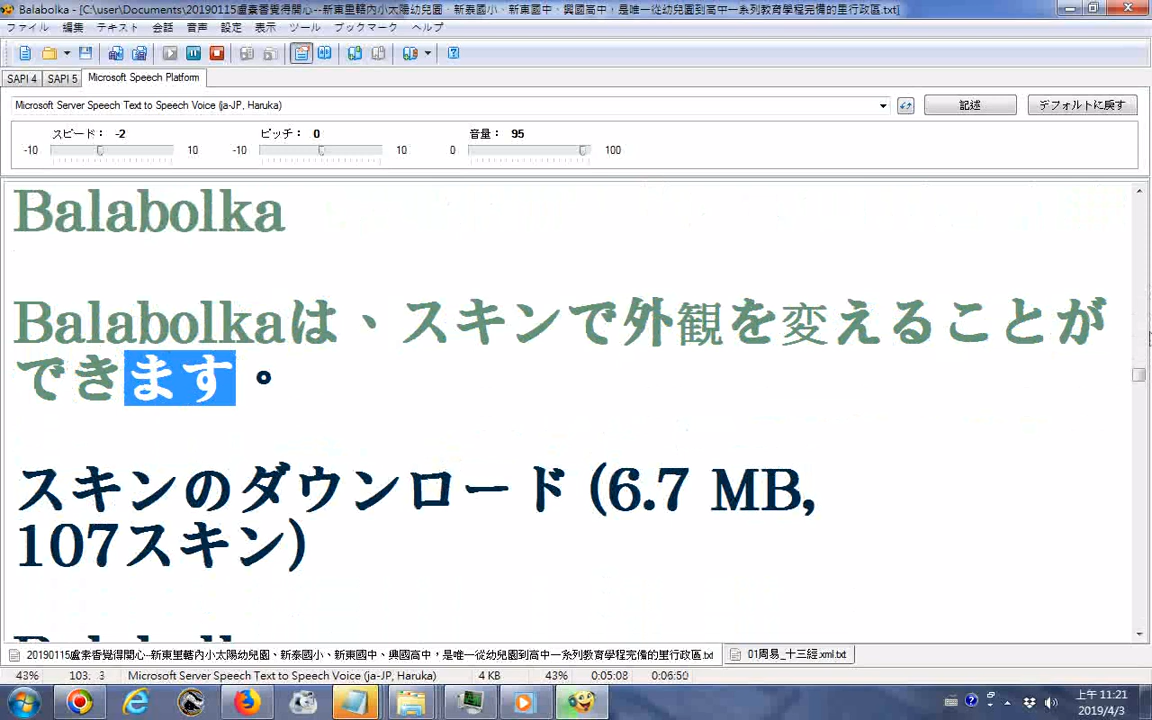 Balabolka - [C:\user\Documents\20190115盧素香覺得開心--新東里轄內小太陽幼兒園、新泰國小、新東國中、興國高中，是唯一從幼兒園到高中一系列教育學程完備的里行政區.txt]
ファイル 編集 テキスト 会話 音声 設定 表示 ツール ブックマーク ヘルプ
SAPI 4 SAPI 5 Microsoft Speech Platform
Microsoft Server Speech Text to Speech Voice (ja-JP, Haruka) 記述 デフォルトに戻す
スピード： -2 ピッチ： 0 音量： 95
-10 10 -10 10 0 100
Balabolka
Balabolkaは、スキンで外観を変えることが
できます。
スキンのダウンロード (6.7 MB,
107スキン)
20190115盧素香覺得開心--新東里轄內小太陽幼兒園、新泰國小、新東國中、興國高中，是唯一從幼兒園到高中一系列教育學程完備的里行政區.txt 01周易_十三經.xml.txt
43% 103: 3 Microsoft Server Speech Text to Speech Voice (ja-JP, Haruka) 4 KB 43% 0:05:08 0:06:50
上午 11:21
2019/4/3